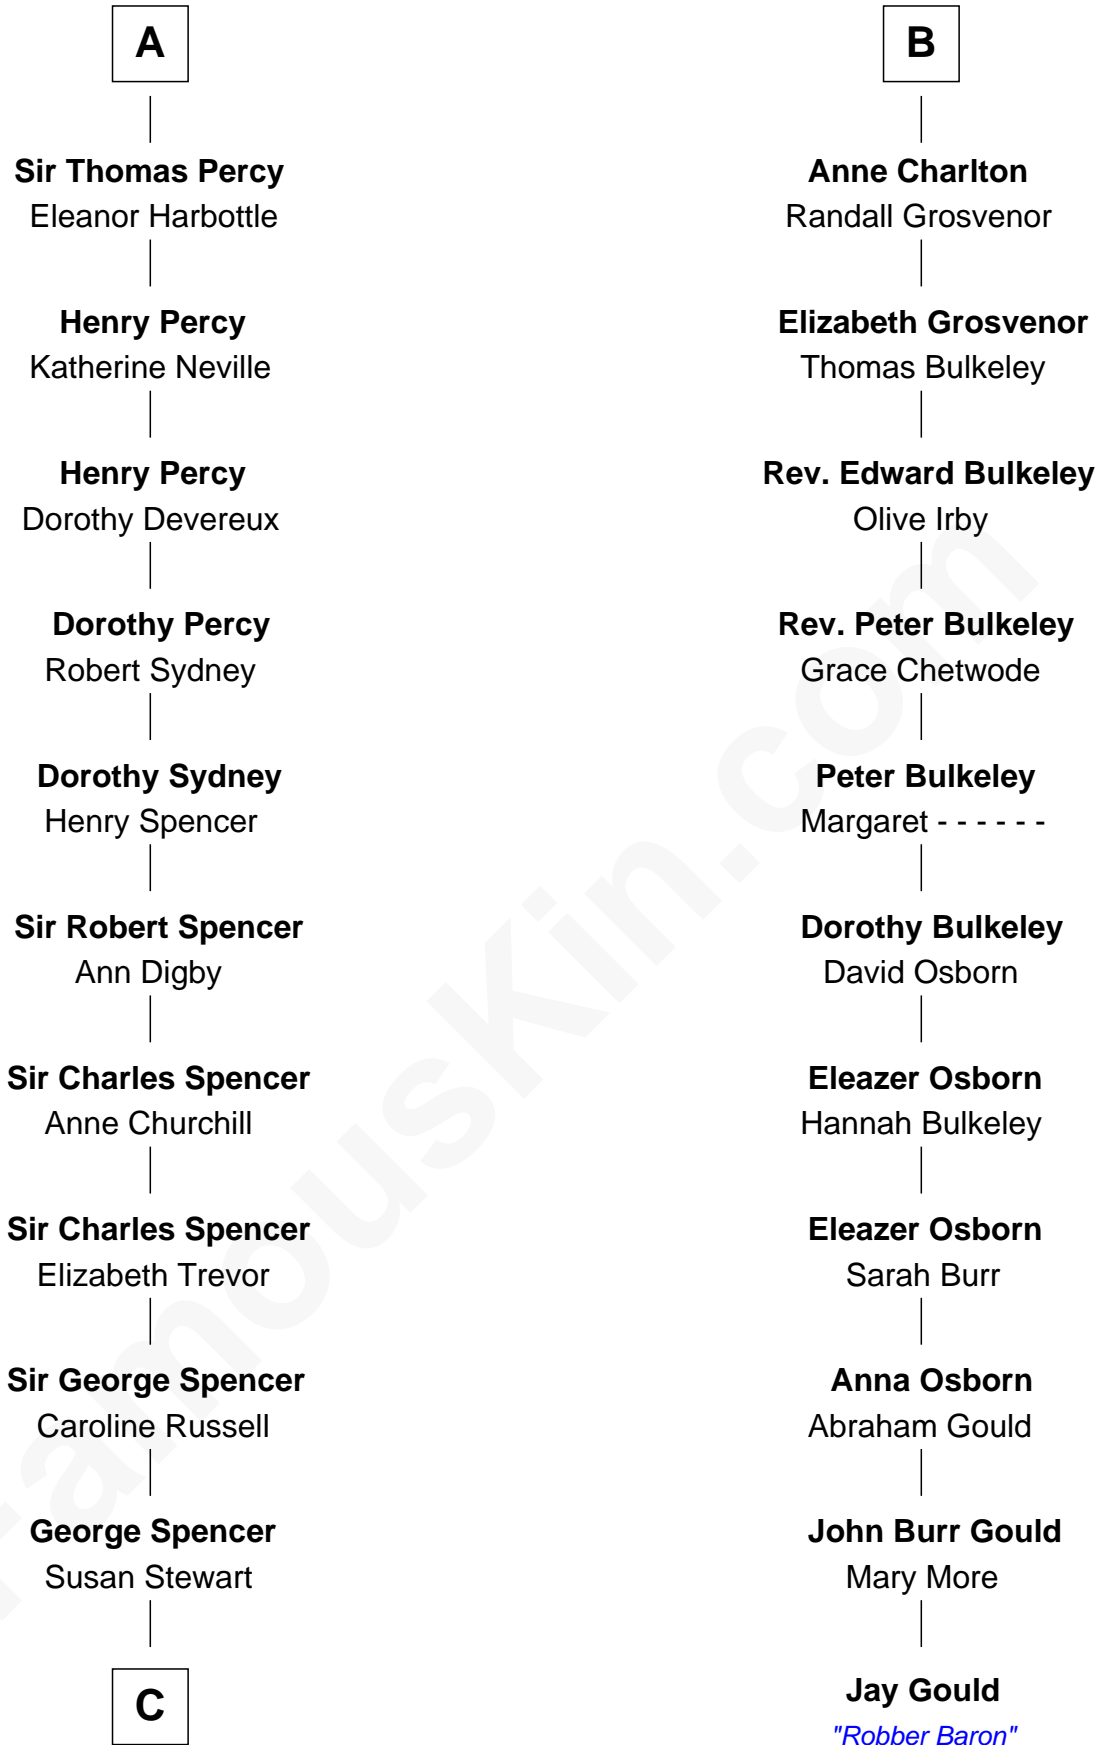 A
Sir Thomas Percy
Eleanor Harbottle
Henry Percy
Katherine Neville
Henry Percy
Dorothy Devereux
Dorothy Percy
Robert Sydney
Dorothy Sydney
Henry Spencer
Sir Robert Spencer
Ann Digby
Sir Charles Spencer
Anne Churchill
Sir Charles Spencer
Elizabeth Trevor
Sir George Spencer
Caroline Russell
George Spencer
Susan Stewart
C
B
Anne Charlton
Randall Grosvenor
Elizabeth Grosvenor
Thomas Bulkeley
Rev. Edward Bulkeley
Olive Irby
Rev. Peter Bulkeley
Grace Chetwode
Peter Bulkeley
Margaret - - - - - -
Dorothy Bulkeley
David Osborn
Eleazer Osborn
Hannah Bulkeley
Eleazer Osborn
Sarah Burr
Anna Osborn
Abraham Gould
John Burr Gould
Mary More
Jay Gould
"Robber Baron"
FamousKin.com